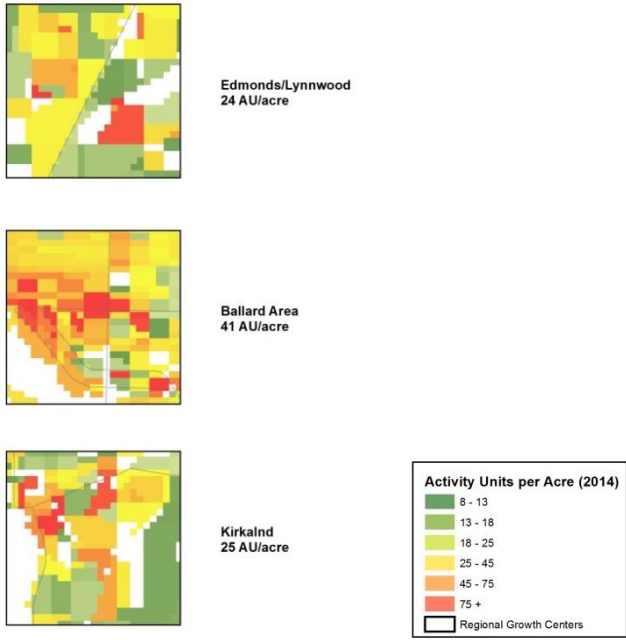 Edmonds/Lynnwood
24 AU/acre
Ballard Area
41 AU/acre
Kirkalnd
25 AU/acre
Activity Units per Acre (2014)
8 - 13
13 - 18
18 - 25
25 - 45
45 - 75
75 +
Regional Growth Centers